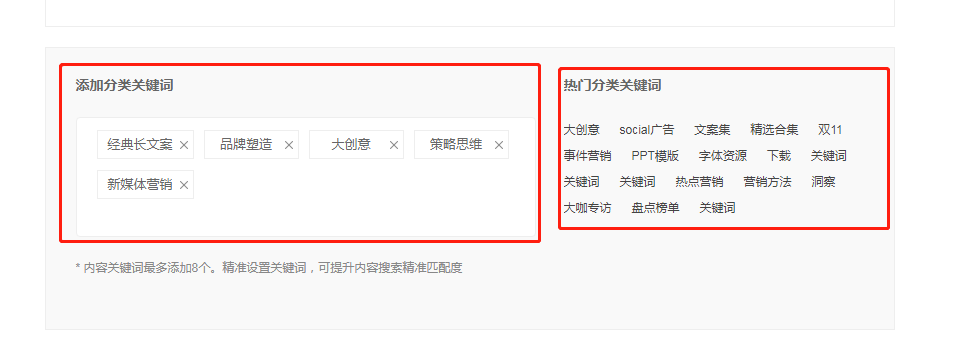 添加分类关键词
经典长文案 × 品牌塑造 × 大创意 × 策略思维 ×
新媒体营销 ×
* 内容关键词最多添加8个。精准设置关键词，可提升内容搜索精准匹配度
热门分类关键词
大创意 social广告 文案集 精选合集 双11
事件营销 PPT模版 字体资源 下载 关键词
关键词 关键词 热点营销 营销方法 洞察
大咖专访 盘点榜单 关键词